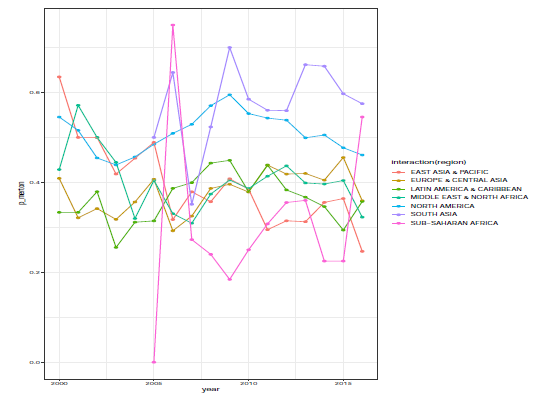 0.6
0.4
0.2
0.0
2000
2005
2010
2015
year
interaction(region)
EAST ASIA & PACIFIC
EUROPE & CENTRAL ASIA
LATIN AMERICA & CARIBBEAN
MIDDLE EAST & NORTH AFRICA
NORTH AMERICA
SOUTH ASIA
SUB-SAHARAN AFRICA